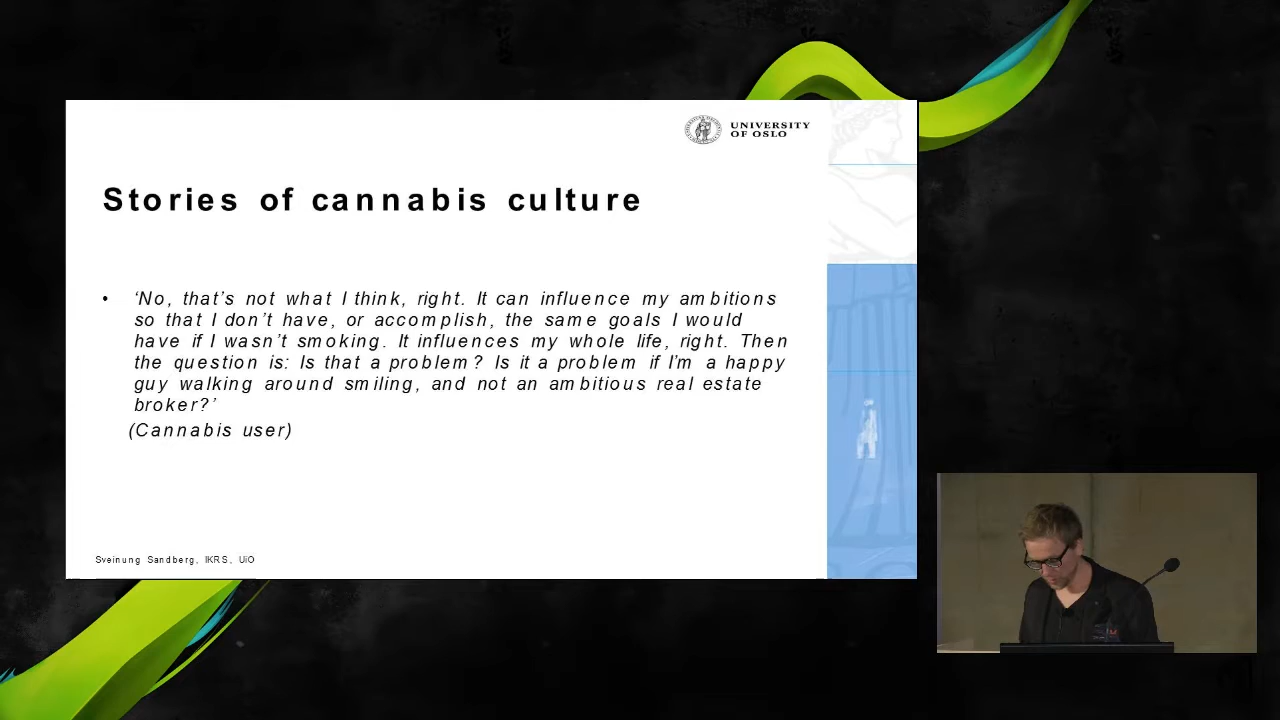 UNIVERSITY
OF OSLO
Stories of cannabis culture
• ‘No, that’s not what I think, right. It can influence my ambitions
so that I don’t have, or accomplish, the same goals I would
have if I wasn’t smoking. It influences my whole life, right. Then
the question is: Is that a problem? Is it a problem if I’m a happy
guy walking around smiling, and not an ambitious real estate
broker?’
(Cannabis user)
Sveinung Sandberg, IKRS, UiO